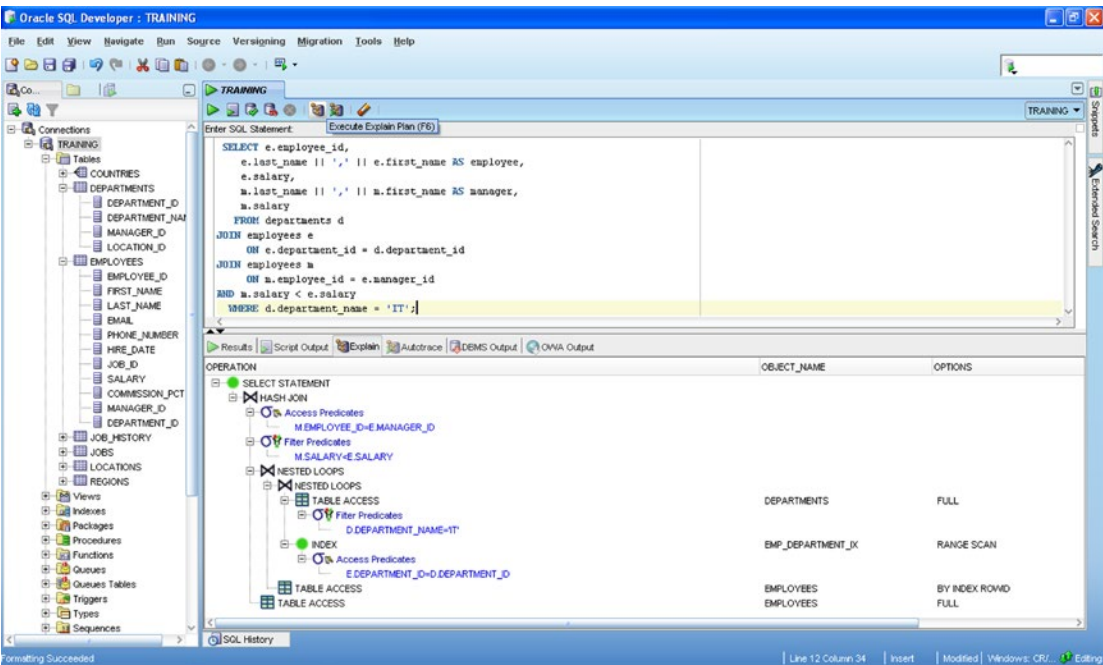 Oracle SQL Developer : TRAINING
File Edit View Navigate Run Source Versioning Migration Tools Help
Co...
TRAINING
TRAINING
Snippets
Extended Search
Enter SQL Statement:
Execute Explain Plan (F6)
Connections
TRAINING
Tables
COUNTRIES
DEPARTMENTS
DEPARTMENT_ID
DEPARTMENT_NAM
MANAGER_ID
LOCATION_ID
EMPLOYEES
EMPLOYEE_ID
FIRST_NAME
LAST_NAME
EMAIL
PHONE_NUMBER
HIRE_DATE
JOB_ID
SALARY
COMMISSION_PCT
MANAGER_ID
DEPARTMENT_ID
JOB_HISTORY
JOBS
LOCATIONS
REGIONS
Views
Indexes
Packages
Procedures
Functions
Queues
Queues Tables
Triggers
Types
Sequences
SELECT e.employee_id,
e.last_name || ',' || e.first_name AS employee,
e.salary,
m.last_name || ',' || m.first_name AS manager,
m.salary
FROM departments d
JOIN employees e
ON e.department_id = d.department_id
JOIN employees m
ON m.employee_id = e.manager_id
AND m.salary < e.salary
WHERE d.department_name = 'IT';
Results Script Output Explain Autotrace DBMS Output OWA Output
OPERATION OBJECT_NAME OPTIONS
SELECT STATEMENT
HASH JOIN
Access Predicates
M.EMPLOYEE_ID=E.MANAGER_ID
Filter Predicates
M.SALARY<E.SALARY
NESTED LOOPS
NESTED LOOPS
TABLE ACCESS DEPARTMENTS FULL
Filter Predicates
D.DEPARTMENT_NAME='IT'
INDEX EMP_DEPARTMENT_IX RANGE SCAN
Access Predicates
E.DEPARTMENT_ID=D.DEPARTMENT_ID
TABLE ACCESS EMPLOYEES BY INDEX ROWID
TABLE ACCESS EMPLOYEES FULL
SQL History
Formatting Succeeded
Line 12 Column 34 Insert Modified Windows: CR/... Editing